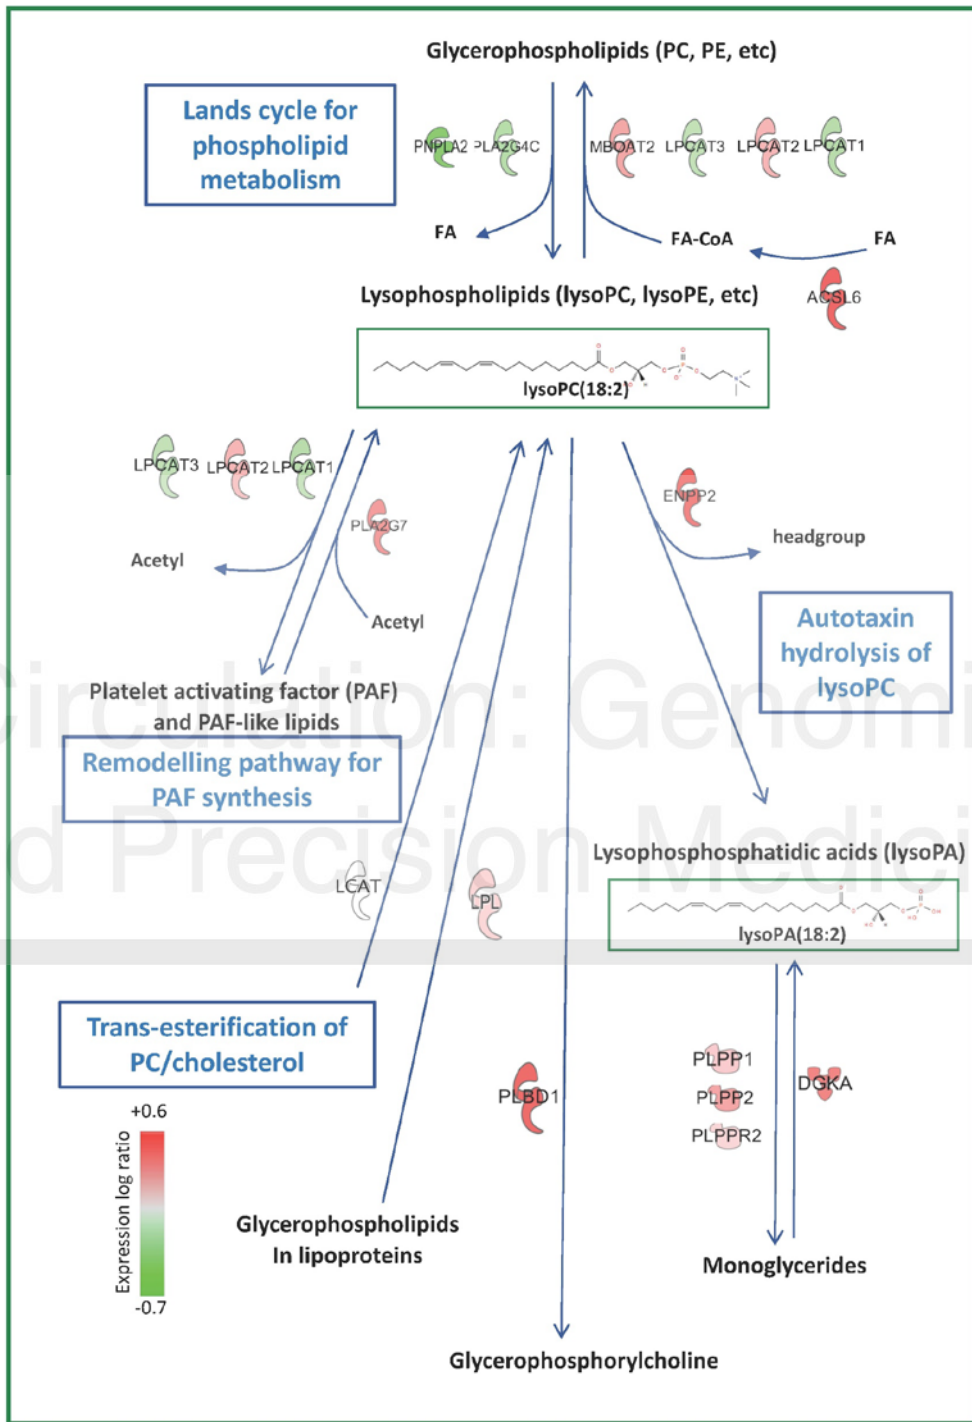 Glycerophospholipids (PC, PE, etc)
Lands cycle for
phospholipid
metabolism
PNPLA2 PLA2G4C MBOAT2 LPCAT3 LPCAT2 LPCAT1
FA
FA-CoA
FA
ACSL6
Lysophospholipids (lysoPC, lysoPE, etc)
lysoPC(18:2)
LPCAT3 LPCAT2 LPCAT1
PLA2G7
ENPP2
Acetyl
headgroup
Acetyl
Autotaxin
hydrolysis of
lysoPC
Platelet activating factor (PAF)
and PAF-like lipids
Remodelling pathway for
PAF synthesis
Circulation: Genomi
d Precision Medicin
Lysophosphatidic acids (lysoPA)
lysoPA(18:2)
LCAT
LPL
Trans-esterification of
PC/cholesterol
PLBD1
PLPP1
PLPP2
PLPPR2
DGKA
+0.6
Expression log ratio
-0.7
Glycerophospholipids
In lipoproteins
Monoglycerides
Glycerophosphorylcholine